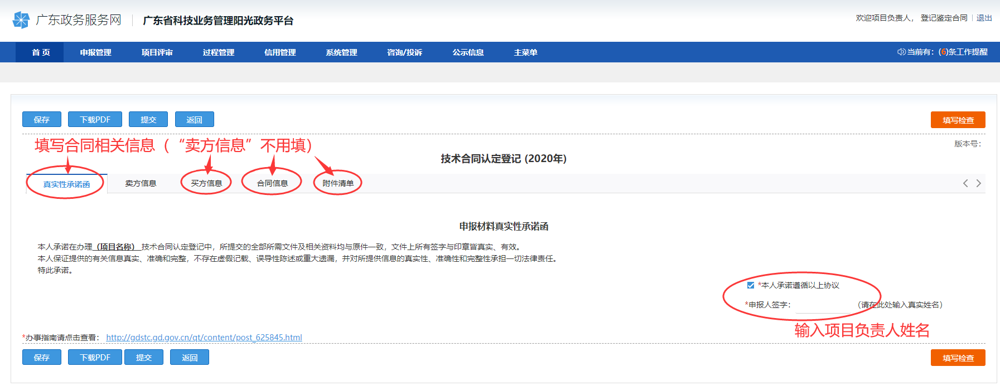 广东政务服务网 广东省科技业务管理阳光政务平台
欢迎项目负责人， 登记鉴定合同 退出
首 页 申报管理 项目评审 过程管理 信用管理 系统管理 咨询/投诉 公示信息 主菜单 当前有：(6)条工作提醒
保存 下载PDF 提交 返回 填写检查
填写合同相关信息（“卖方信息”不用填）
版本号：
技术合同认定登记 (2020年)
真实性承诺函 卖方信息 买方信息 合同信息 附件清单
申报材料真实性承诺函
本人承诺在办理（项目名称）技术合同认定登记中，所提交的全部所需文件及相关资料均与原件一致，文件上所有签字与印章皆真实、有效。
本人保证提供的有关信息真实、准确和完整，不存在虚假记载、误导性陈述或重大遗漏，并对所提供信息的真实性、准确性和完整性承担一切法律责任。
特此承诺。
*本人承诺遵循以上协议
*申报人签字： （请在此处输入真实姓名）
输入项目负责人姓名
*办事指南请点击查看： http://gdstc.gd.gov.cn/qt/content/post_625845.html
保存 下载PDF 提交 返回 填写检查